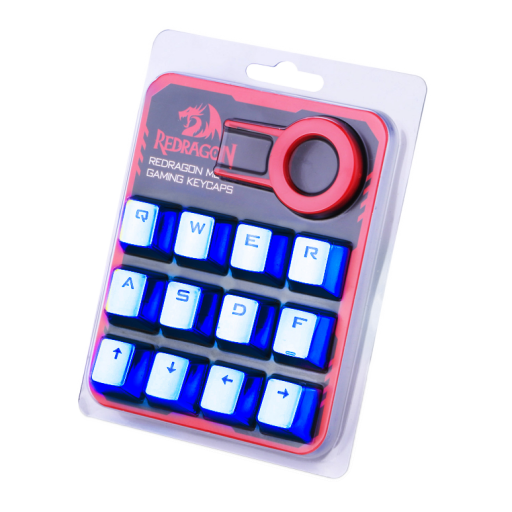 REDRAGON
REDRAGON
GAMING KEYCAPS
Q W E R
A S D F
↑ ↓ ← →